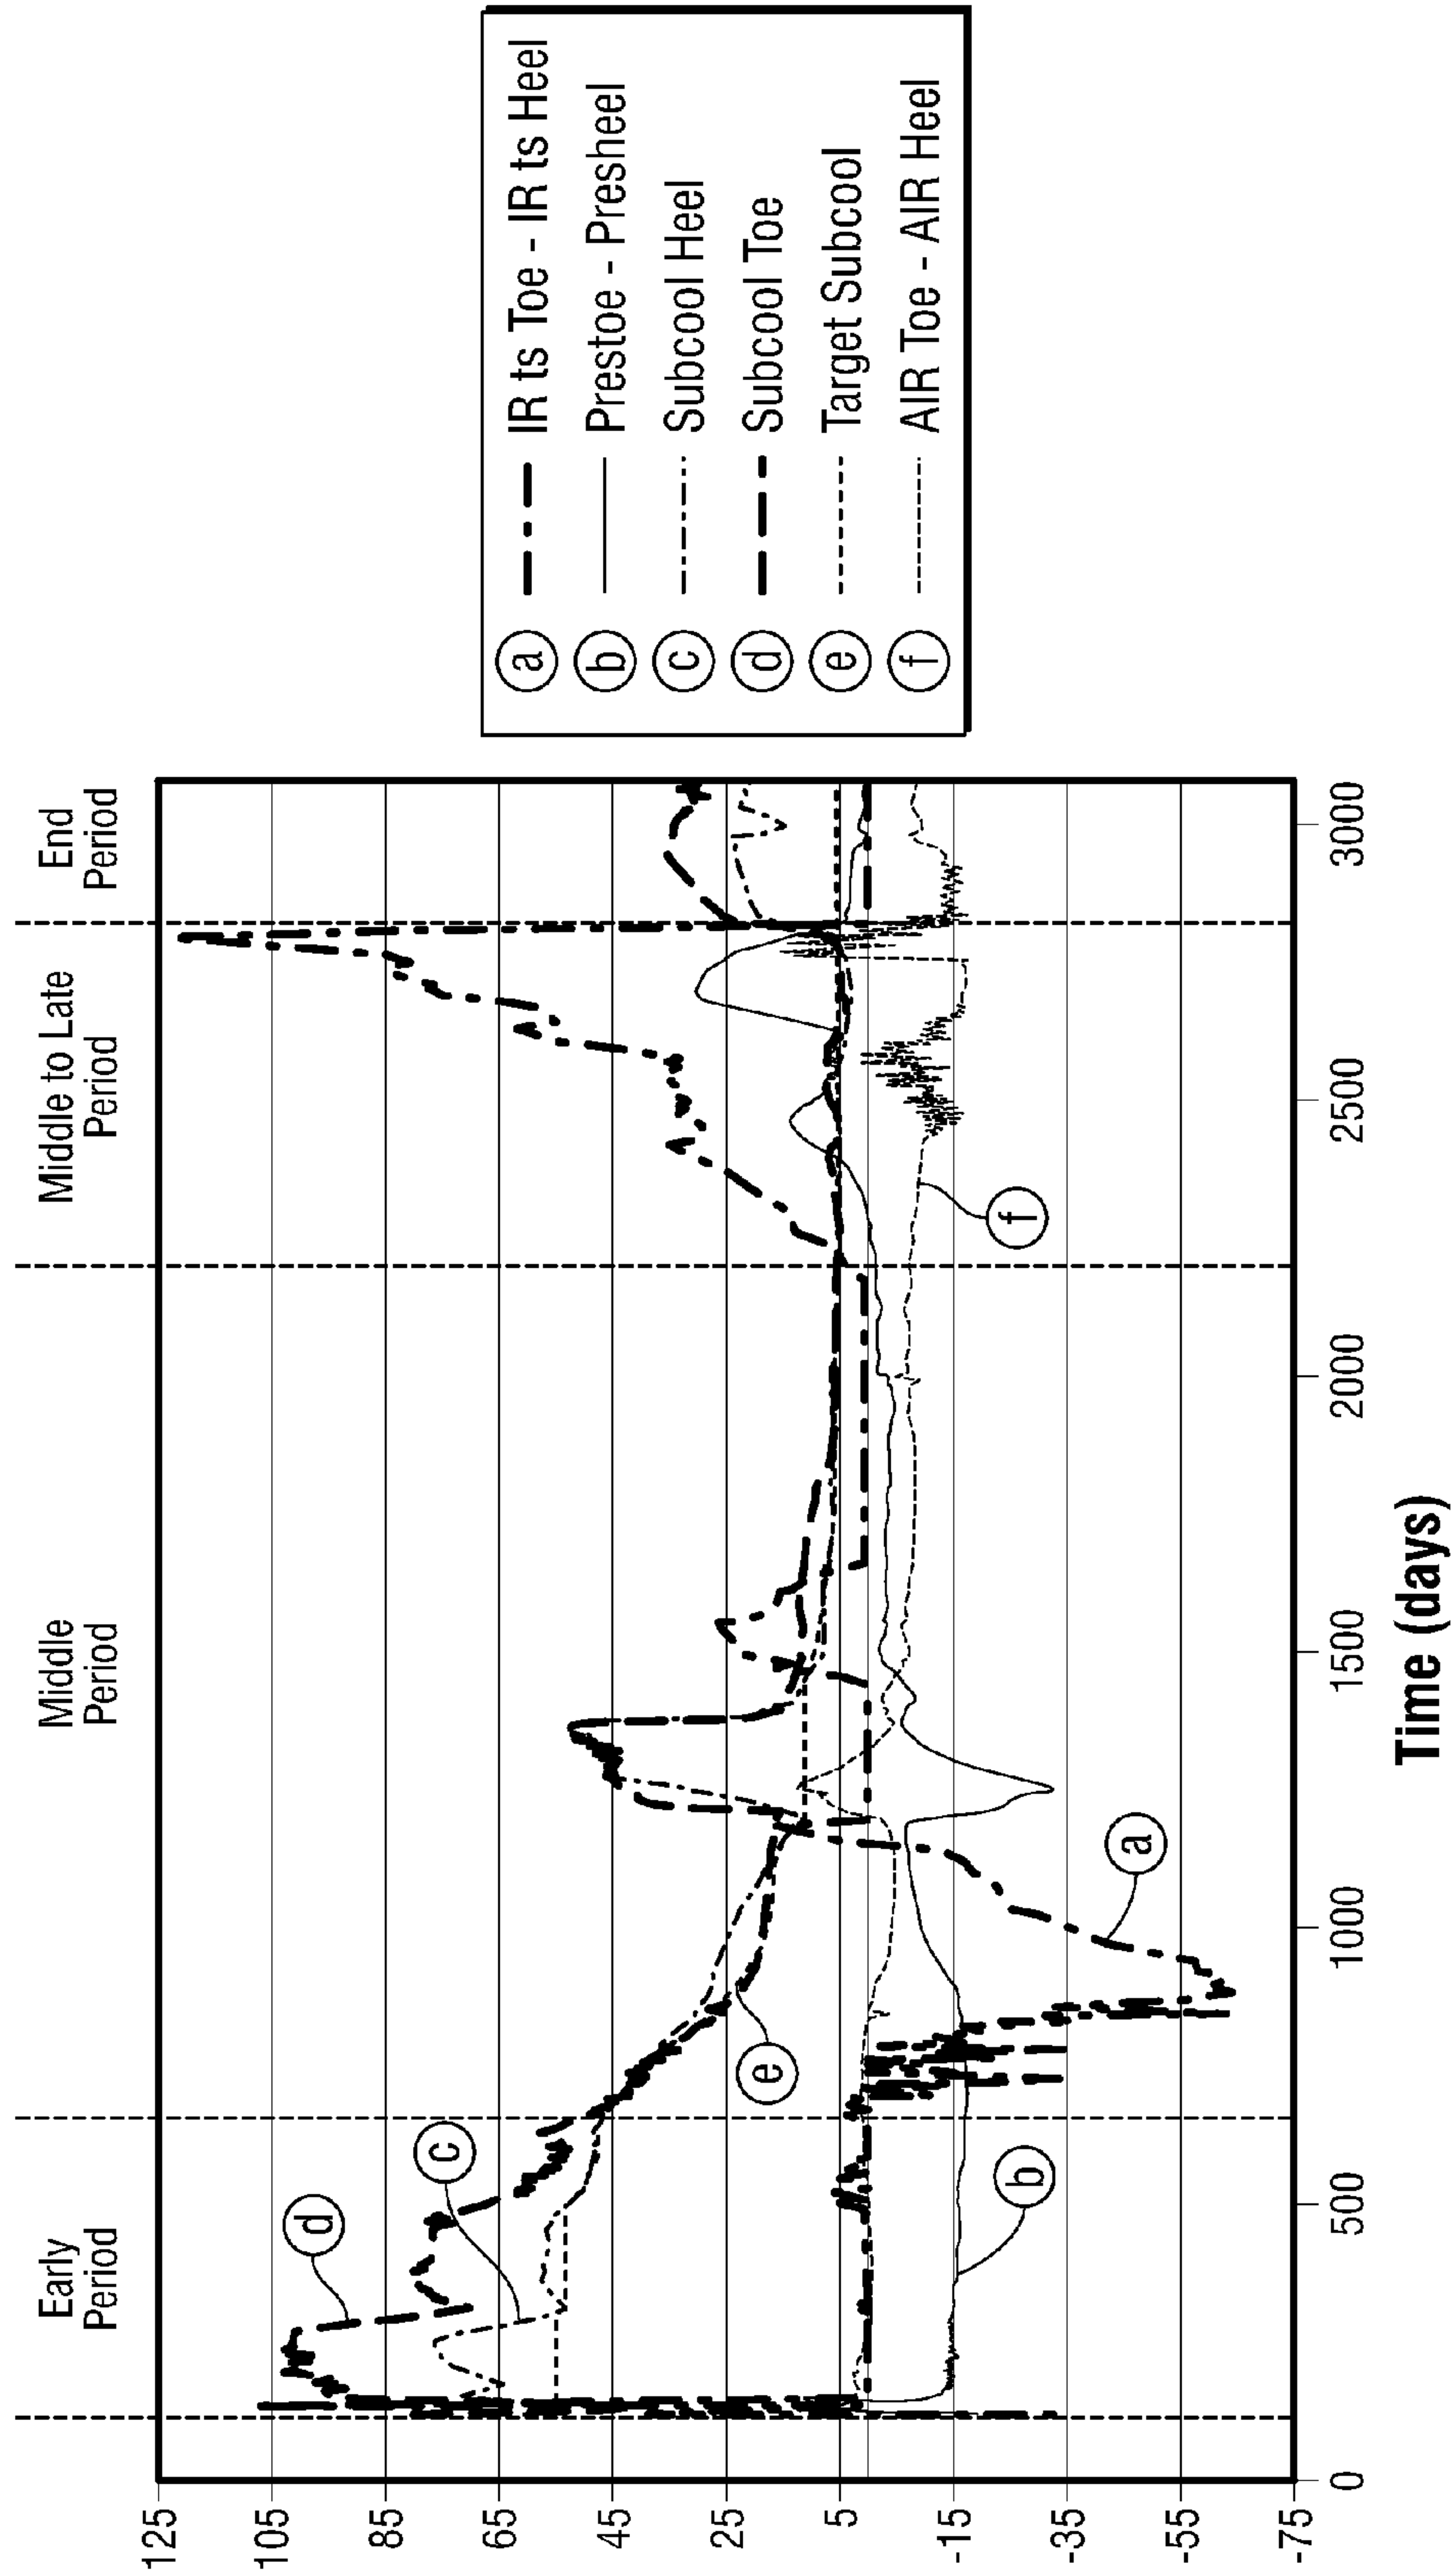 Early
Period
Middle
Period
Middle to Late
Period
End
Period
125
105
85
65
45
25
5
-15
-35
-55
-75
0
500
1000
1500
2000
2500
3000
Time (days)
d
c
e
b
a
f
a IR ts Toe - IR ts Heel
b Prestoe - Presheel
c Subcool Heel
d Subcool Toe
e Target Subcool
f AIR Toe - AIR Heel